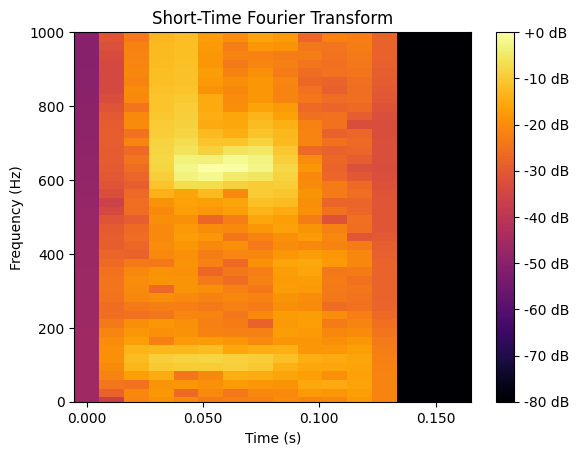 Short-Time Fourier Transform
1000
800
600
400
200
0
Frequency (Hz)
0.000
0.050
0.100
0.150
Time (s)
+0 dB
-10 dB
-20 dB
-30 dB
-40 dB
-50 dB
-60 dB
-70 dB
-80 dB